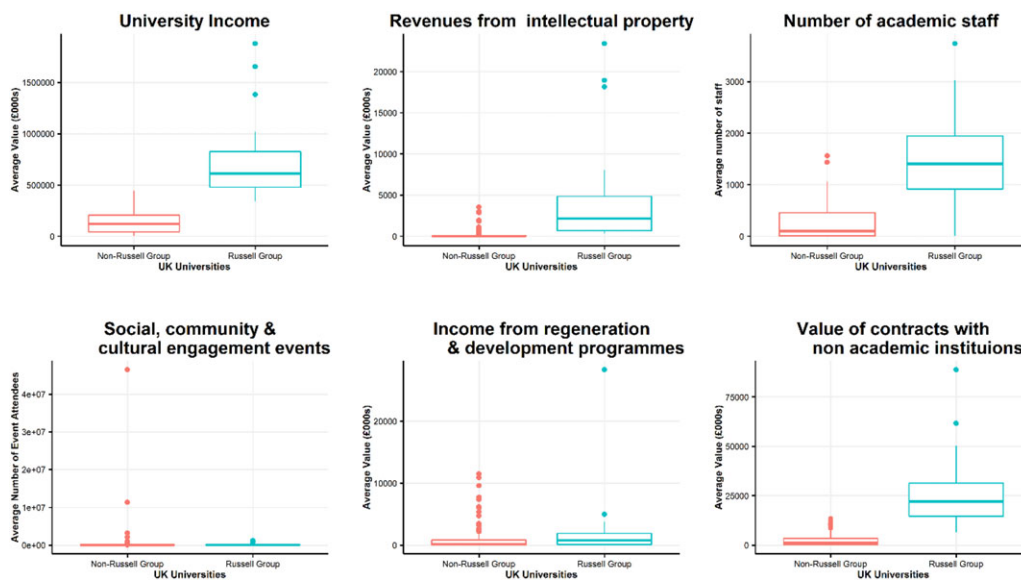 University Income
Average Value (£000s)
1500000
1000000
500000
0
Non-Russell Group
Russell Group
UK Universities
Revenues from intellectual property
Average Value (£000s)
20000
15000
10000
5000
0
Non-Russell Group
Russell Group
UK Universities
Number of academic staff
Average number of staff
3000
2000
1000
0
Non-Russell Group
Russell Group
UK Universities
Social, community &
cultural engagement events
Average Number of Event Attendees
4e+07
3e+07
2e+07
1e+07
0e+00
Non-Russell Group
Russell Group
UK Universities
Income from regeneration
& development programmes
Average Value (£000s)
20000
10000
0
Non-Russell Group
Russell Group
UK Universities
Value of contracts with
non academic instituions
Average Value (£000s)
75000
50000
25000
0
Non-Russell Group
Russell Group
UK Universities